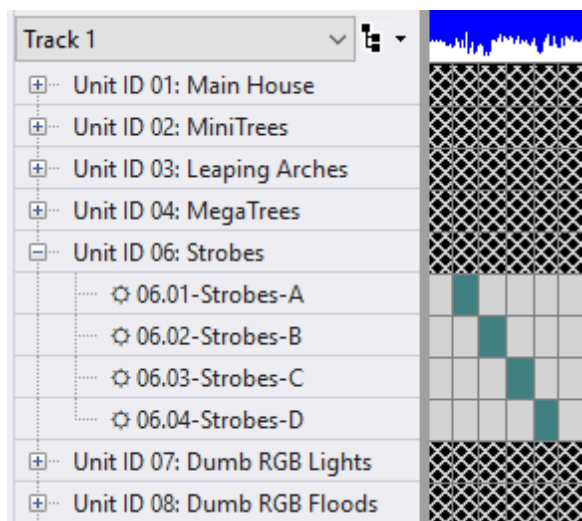 Track 1
Unit ID 01: Main House
Unit ID 02: MiniTrees
Unit ID 03: Leaping Arches
Unit ID 04: MegaTrees
Unit ID 06: Strobes
06.01-Strobes-A
06.02-Strobes-B
06.03-Strobes-C
06.04-Strobes-D
Unit ID 07: Dumb RGB Lights
Unit ID 08: Dumb RGB Floods